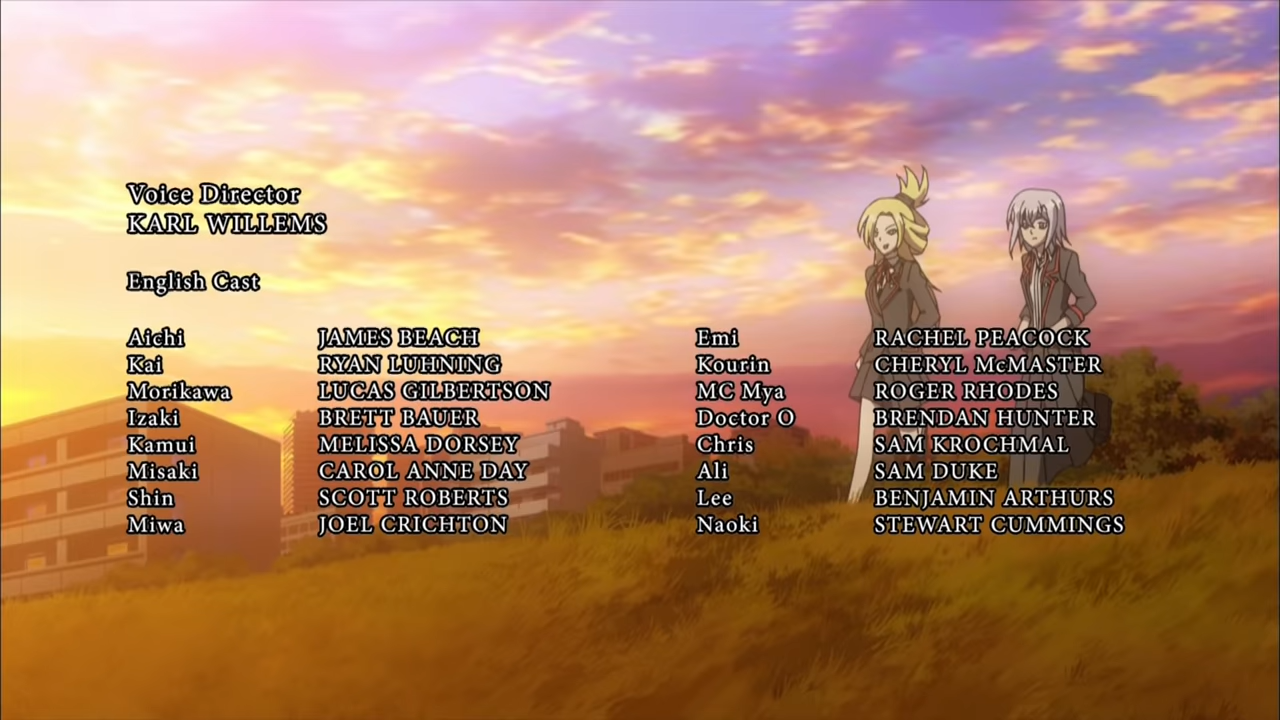 Voice Director
KARL WILLEMS
English Cast
Aichi JAMES BEACH
Kai RYAN LUHNING
Morikawa LUCAS GILBERTSON
Izaki BRETT BAUER
Kamui MELISSA DORSEY
Misaki CAROL ANNE DAY
Shin SCOTT ROBERTS
Miwa JOEL CRICHTON
Emi RACHEL PEACOCK
Kourin CHERYL McMASTER
MC Mya ROGER RHODES
Doctor O BRENDAN HUNTER
Chris SAM KROCHMAL
Ali SAM DUKE
Lee BENJAMIN ARTHURS
Naoki STEWART CUMMINGS